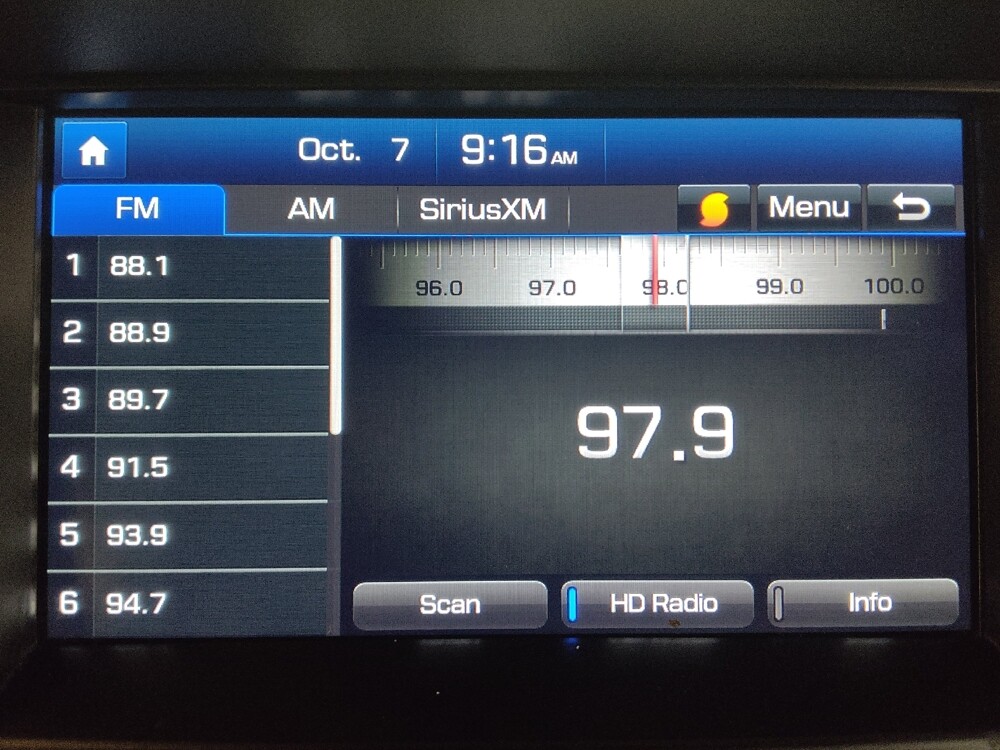 Oct. 7 9:16 AM
FM AM SiriusXM Menu
1 88.1
2 88.9
3 89.7
4 91.5
5 93.9
6 94.7
96.0 97.0 98.0 99.0 100.0
97.9
Scan HD Radio Info